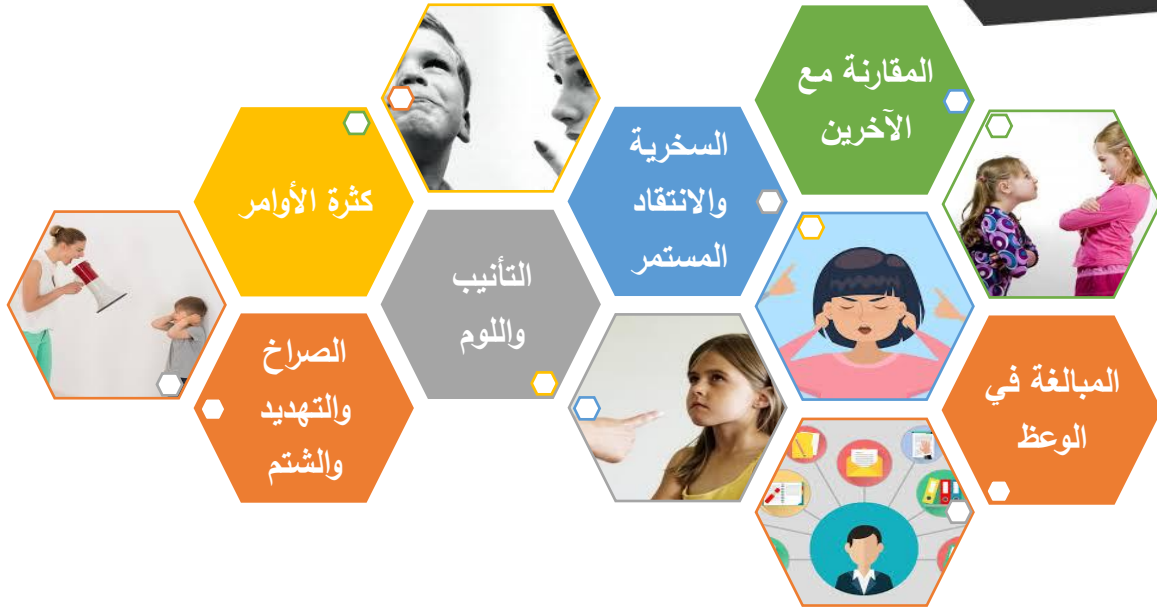 المقارنة مع
الآخرين
السخرية
والانتقاد
المستمر
كثرة الأوامر
التأنيب
واللوم
الصراخ
والتهديد
والشتم
المبالغة في
الوعظ